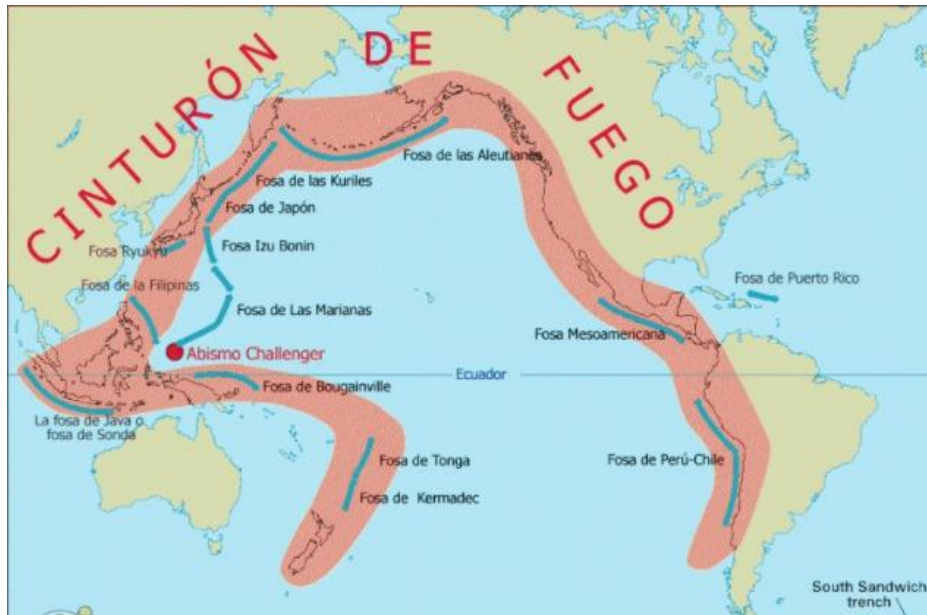 CINTURÓN DE FUEGO
Fosa de las Aleutianas
Fosa de las Kuriles
Fosa de Japón
Fosa Ryukyu
Fosa Izu Bonin
Fosa de la Filipinas
Fosa de Puerto Rico
Fosa de Las Marianas
Fosa Mesoamericana
Abismo Challenger
Ecuador
Fosa de Bougainville
La fosa de Java o
fosa de Sonda
Fosa de Tonga
Fosa de Perú-Chile
Fosa de Kermadec
South Sandwich
trench